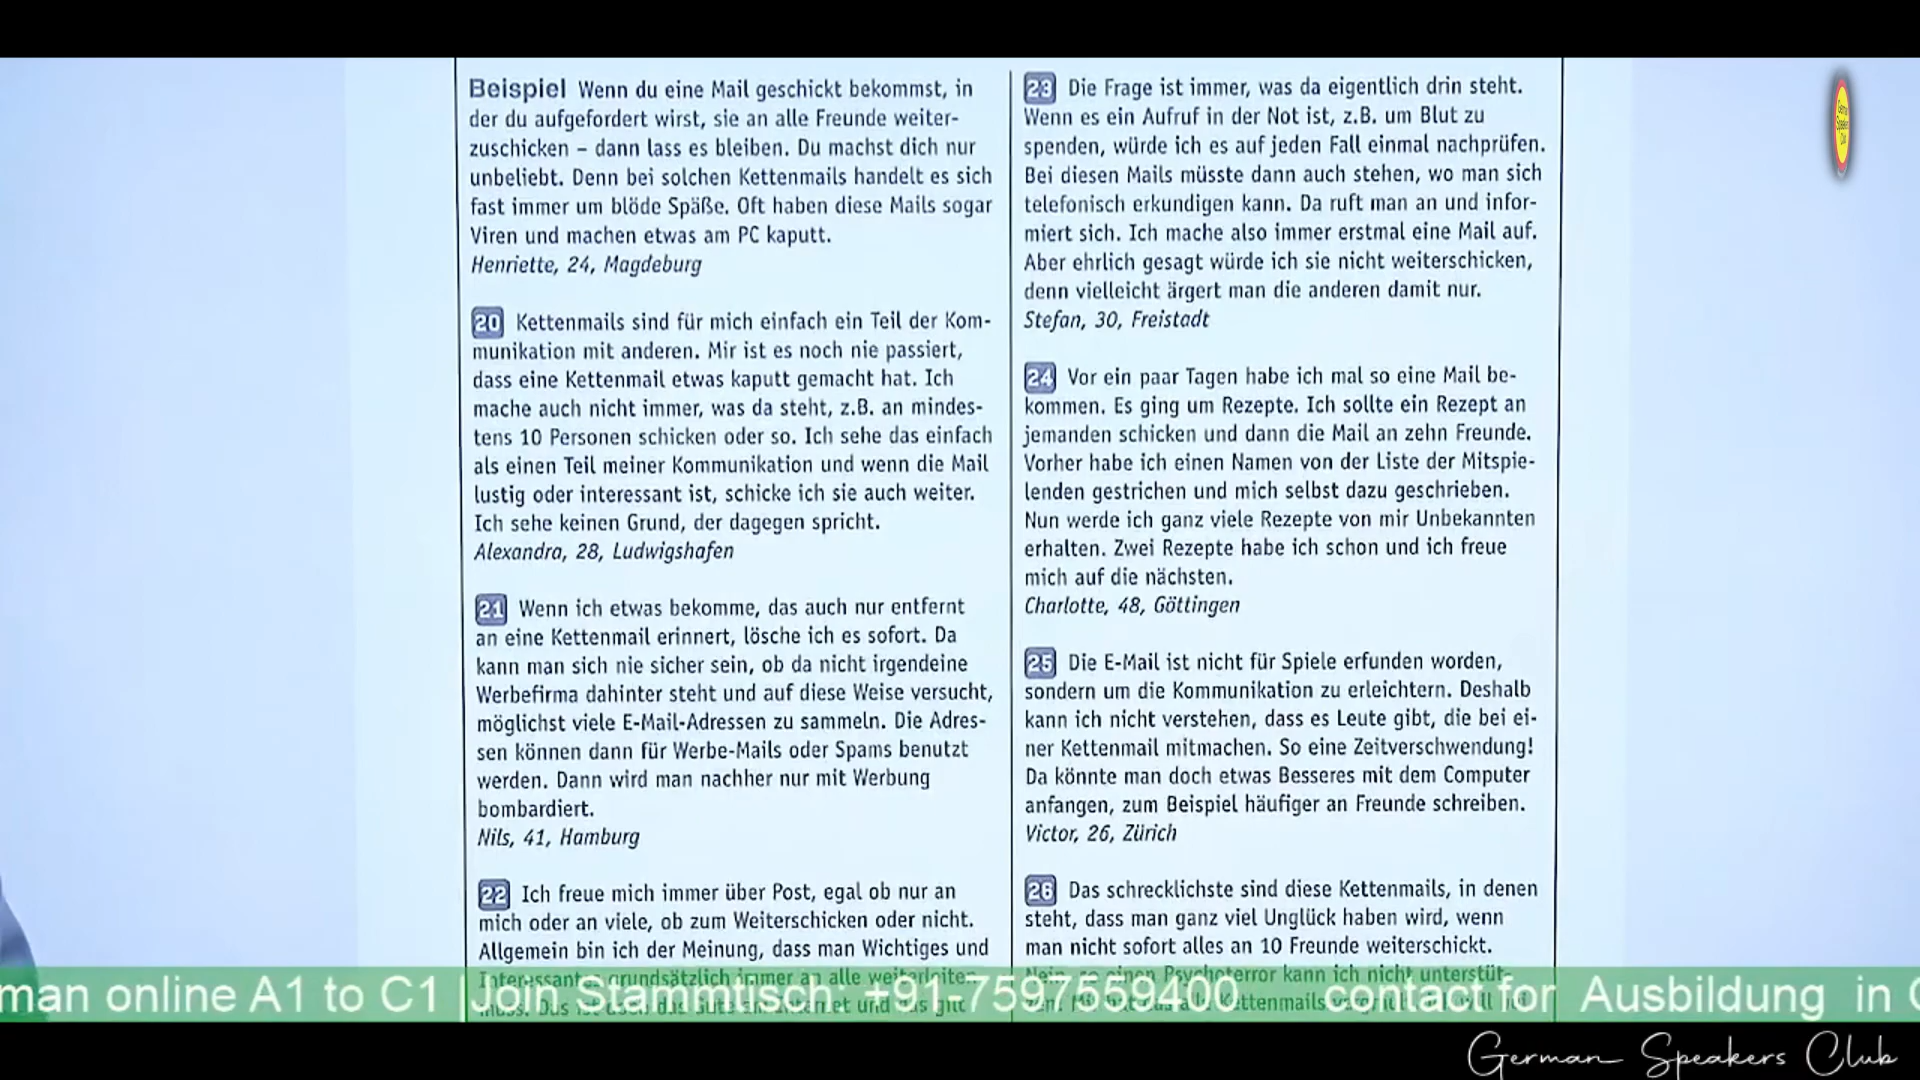 Beispiel Wenn du eine Mail geschickt bekommst, in
der du aufgefordert wirst, sie an alle Freunde weiter-
zuschicken – dann lass es bleiben. Du machst dich nur
unbeliebt. Denn bei solchen Kettenmails handelt es sich
fast immer um blöde Späße. Oft haben diese Mails sogar
Viren und machen etwas am PC kaputt.
Henriette, 24, Magdeburg
20 Kettenmails sind für mich einfach ein Teil der Kom-
munikation mit anderen. Mir ist es noch nie passiert,
dass eine Kettenmail etwas kaputt gemacht hat. Ich
mache auch nicht immer, was da steht, z.B. an mindes-
tens 10 Personen schicken oder so. Ich sehe das einfach
als einen Teil meiner Kommunikation und wenn die Mail
lustig oder interessant ist, schicke ich sie auch weiter.
Ich sehe keinen Grund, der dagegen spricht.
Alexandra, 28, Ludwigshafen
21 Wenn ich etwas bekomme, das auch nur entfernt
an eine Kettenmail erinnert, lösche ich es sofort. Da
kann man sich nie sicher sein, ob da nicht irgendeine
Werbefirma dahinter steht und auf diese Weise versucht,
möglichst viele E-Mail-Adressen zu sammeln. Die Adres-
sen können dann für Werbe-Mails oder Spams benutzt
werden. Dann wird man nachher nur mit Werbung
bombardiert.
Nils, 41, Hamburg
22 Ich freue mich immer über Post, egal ob nur an
mich oder an viele, ob zum Weiterschicken oder nicht.
Allgemein bin ich der Meinung, dass man Wichtiges und
grundsätzlich immer an alle
23 Die Frage ist immer, was da eigentlich drin steht.
Wenn es ein Aufruf in der Not ist, z.B. um Blut zu
spenden, würde ich es auf jeden Fall einmal nachprüfen.
Bei diesen Mails müsste dann auch stehen, wo man sich
telefonisch erkundigen kann. Da ruft man an und infor-
miert sich. Ich mache also immer erstmal eine Mail auf.
Aber ehrlich gesagt würde ich sie nicht weiterschicken,
denn vielleicht ärgert man die anderen damit nur.
Stefan, 30, Freistadt
24 Vor ein paar Tagen habe ich mal so eine Mail be-
kommen. Es ging um Rezepte. Ich sollte ein Rezept an
jemanden schicken und dann die Mail an zehn Freunde.
Vorher habe ich einen Namen von der Liste der Mitspie-
lenden gestrichen und mich selbst dazu geschrieben.
Nun werde ich ganz viele Rezepte von mir Unbekannten
erhalten. Zwei Rezepte habe ich schon und ich freue
mich auf die nächsten.
Charlotte, 48, Göttingen
25 Die E-Mail ist nicht für Spiele erfunden worden,
sondern um die Kommunikation zu erleichtern. Deshalb
kann ich nicht verstehen, dass es Leute gibt, die bei ei-
ner Kettenmail mitmachen. So eine Zeitverschwendung!
Da könnte man doch etwas Besseres mit dem Computer
anfangen, zum Beispiel häufiger an Freunde schreiben.
Victor, 26, Zürich
26 Das schrecklichste sind diese Kettenmails, in denen
steht, dass man ganz viel Unglück haben wird, wenn
man nicht sofort alles an 10 Freunde weiterschickt.
Psychoterror kann ich nicht unterstüt-
Kettenmails
man online A1 to C1 | Join Stammtisch +91-7597559400 contact for Ausbildung in
German Speakers Club